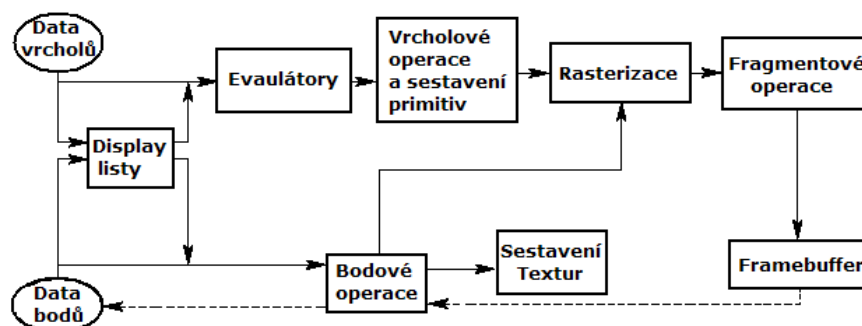 Data
vrcholů
Evaulátory
Vrcholové
operace
a sestavení
primitiv
Rasterizace
Fragmentové
operace
Display
listy
Sestavení
Textur
Framebuffer
Bodové
operace
Data
bodů